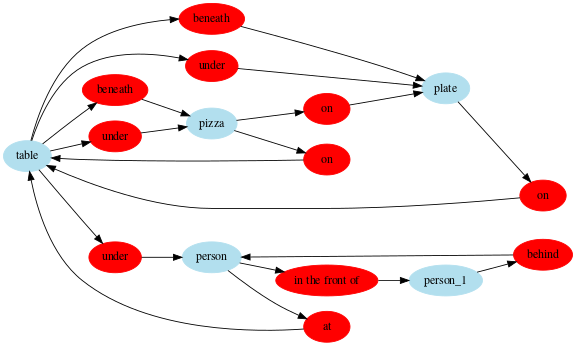 beneath
under
beneath
plate
on
pizza
under
table
on
on
under
person
behind
in the front of
person_1
at